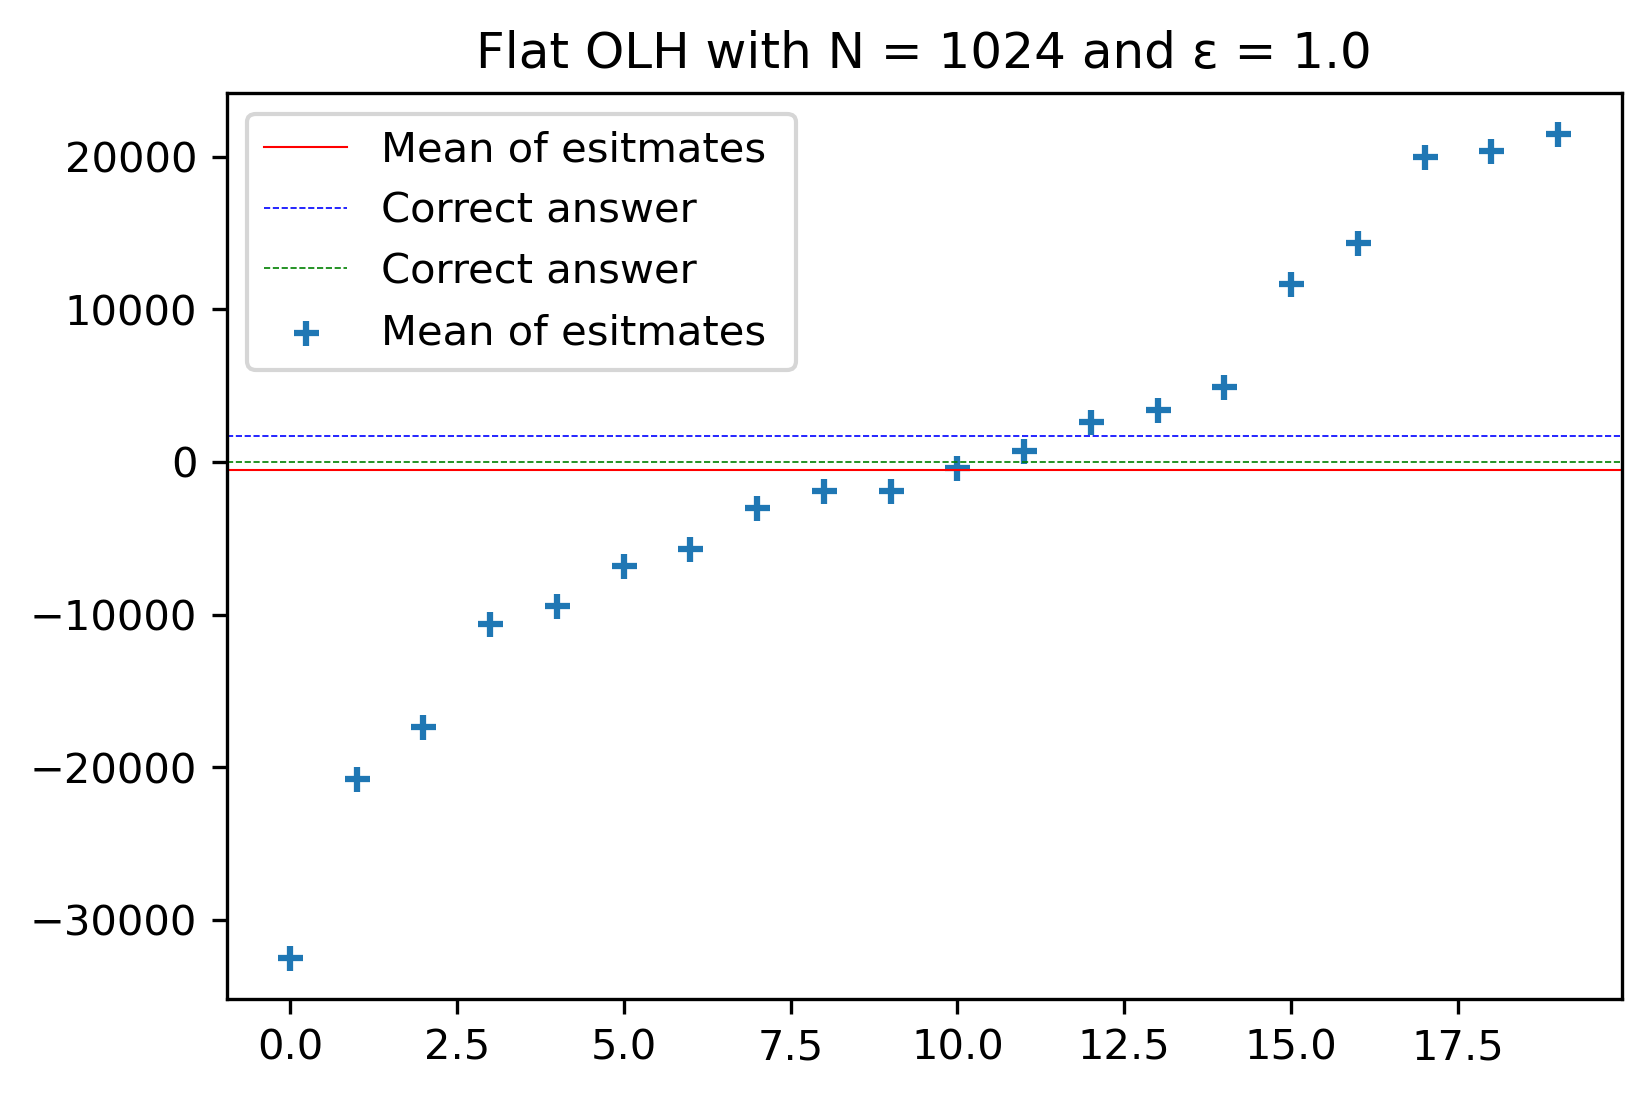 Flat OLH with N = 1024 and ε = 1.0
Mean of esitmates
Correct answer
Correct answer
Mean of esitmates
20000
10000
0
−10000
−20000
−30000
0.0 2.5 5.0 7.5 10.0 12.5 15.0 17.5